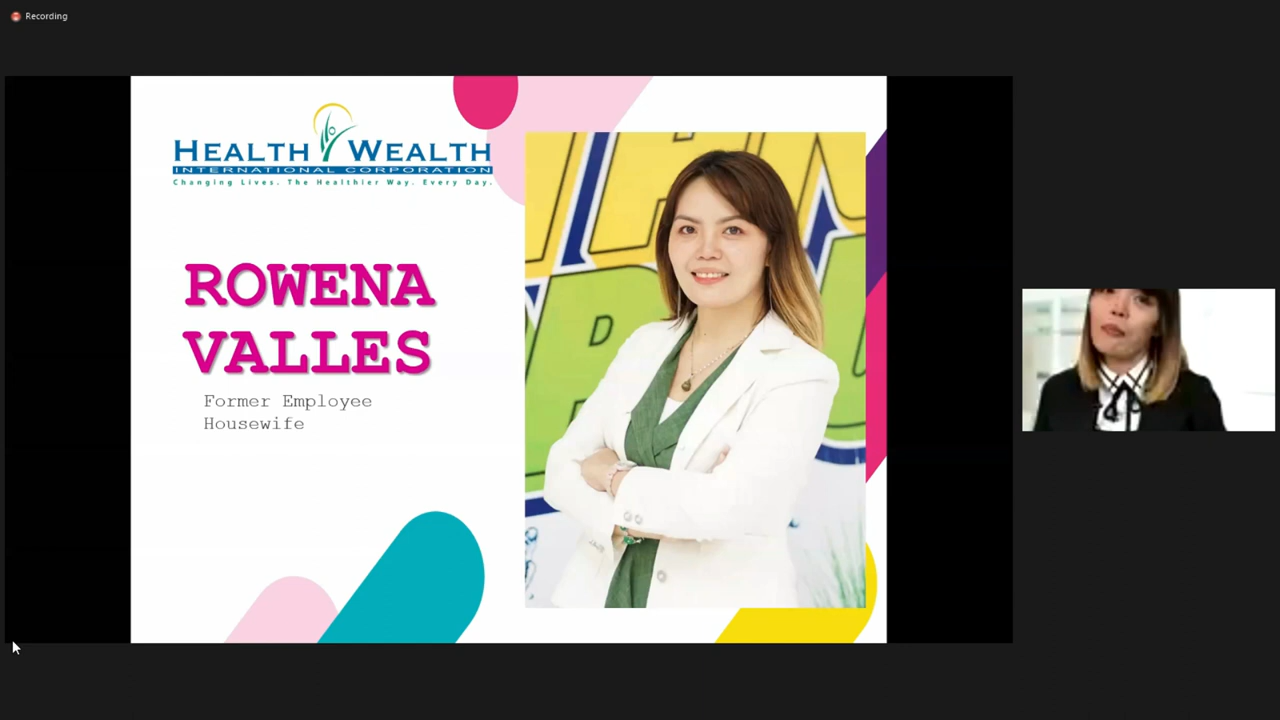 Recording
HEALTH WEALTH
INTERNATIONAL CORPORATION
Changing Lives. The Healthier Way. Every Day.
ROWENA
VALLES
Former Employee
Housewife